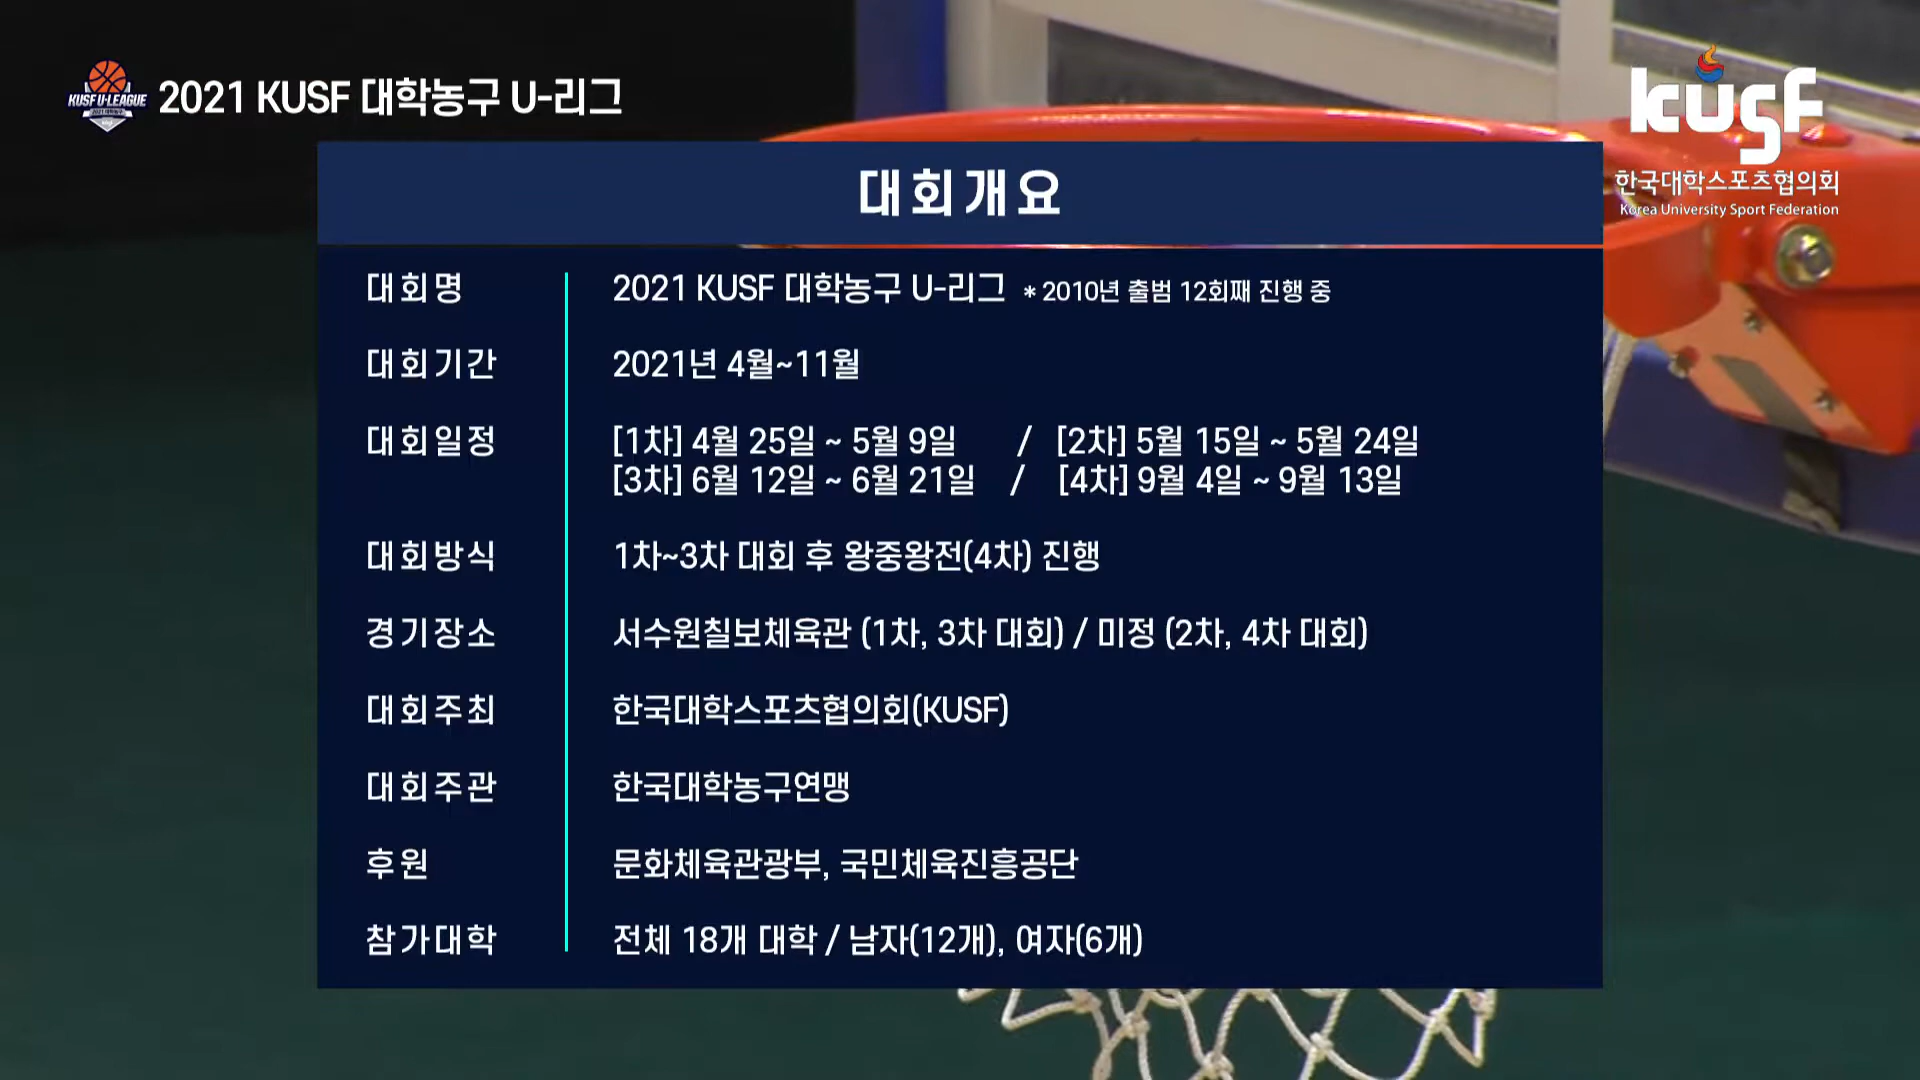 KUSF U-LEAGUE
2021 KUSF 대학농구 U-리그
kusf
한국대학스포츠협의회
Korea University Sport Federation
대회개요
대회명 2021 KUSF 대학농구 U-리그 *2010년 출범 12회째 진행 중
대회기간 2021년 4월~11월
대회일정 [1차] 4월 25일 ~ 5월 9일 / [2차] 5월 15일 ~ 5월 24일
[3차] 6월 12일 ~ 6월 21일 / [4차] 9월 4일 ~ 9월 13일
대회방식 1차~3차 대회 후 왕중왕전(4차) 진행
경기장소 서수원칠보체육관 (1차, 3차 대회) / 미정 (2차, 4차 대회)
대회주최 한국대학스포츠협의회(KUSF)
대회주관 한국대학농구연맹
후원 문화체육관광부, 국민체육진흥공단
참가대학 전체 18개 대학 / 남자(12개), 여자(6개)